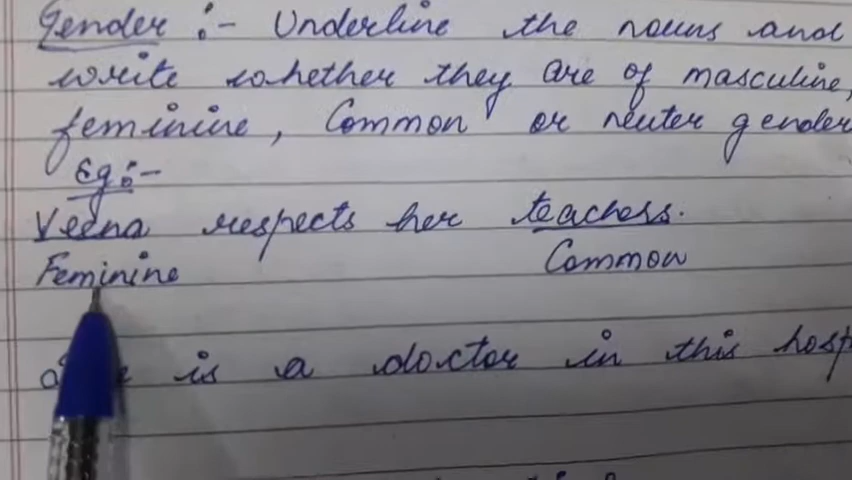 Gender :- Underline the nouns and
write whether they are of masculine,
feminine, Common or neuter gender
Eg :-
Veena respects her teachers.
Feminine Common
is a doctor in this